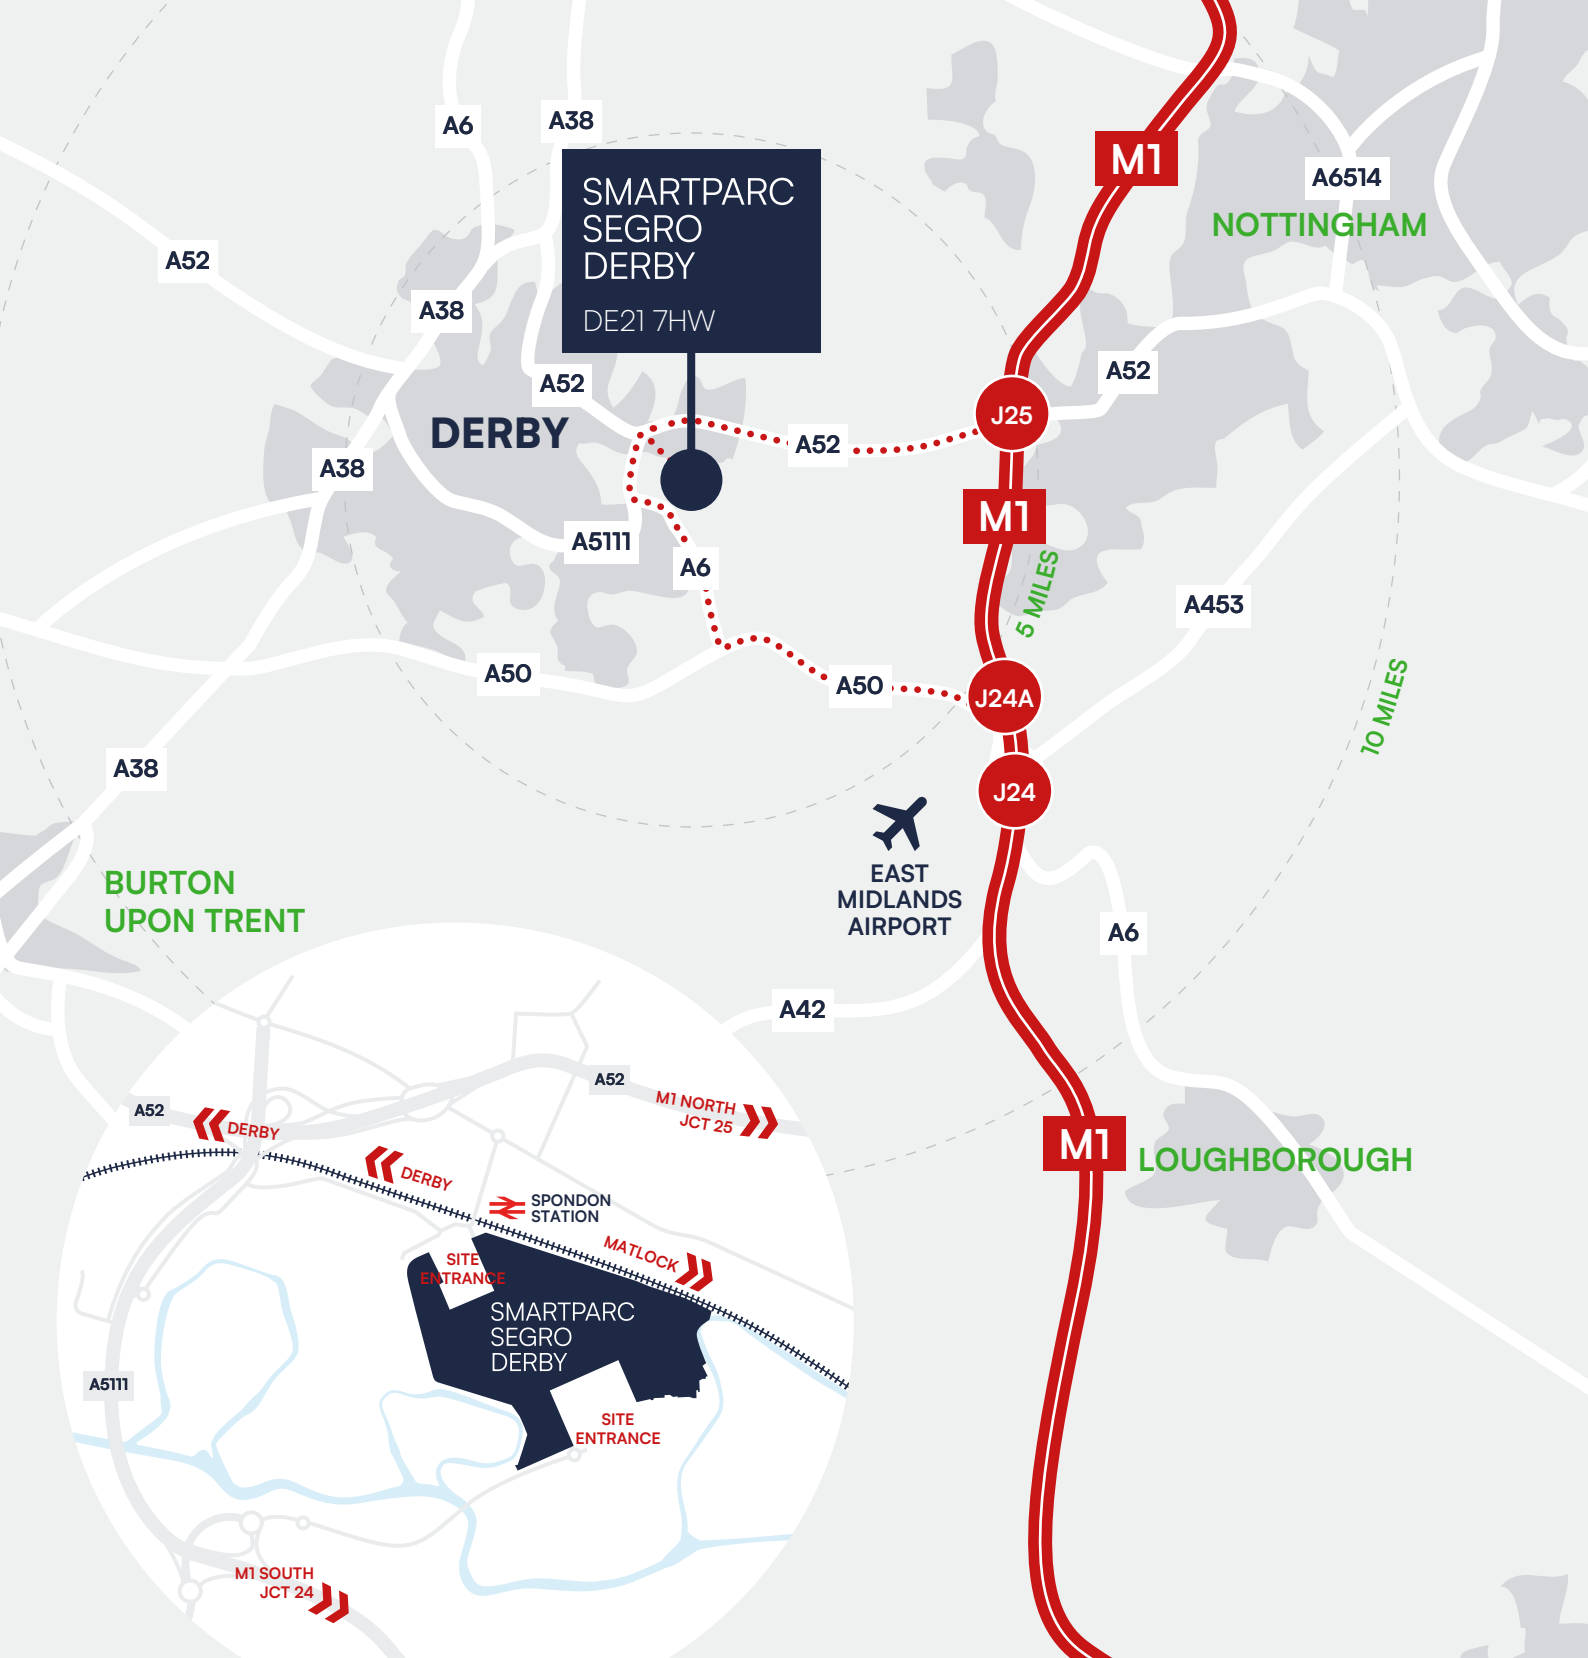 A6
A38
M1
SMARTPARC
SEGRO
DERBY
DE21 7HW
A6514
NOTTINGHAM
A52
A38
A52
A52
J25
DERBY
A52
A38
M1
A5111
A6
5 MILES
A453
A50
A50
J24A
10 MILES
A38
J24
EAST
MIDLANDS
AIRPORT
BURTON
UPON TRENT
A6
A42
M1
LOUGHBOROUGH
A52
A52
M1 NORTH
JCT 25
DERBY
DERBY
SPONDON
STATION
MATLOCK
SITE
ENTRANCE
SMARTPARC
SEGRO
DERBY
A5111
SITE
ENTRANCE
M1 SOUTH
JCT 24